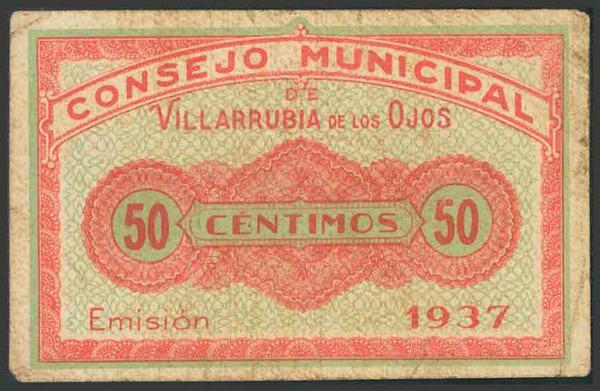 CONSEJO MUNICIPAL
DE
VILLARRUBIA DE LOS OJOS
50 CÉNTIMOS 50
Emisión 1937